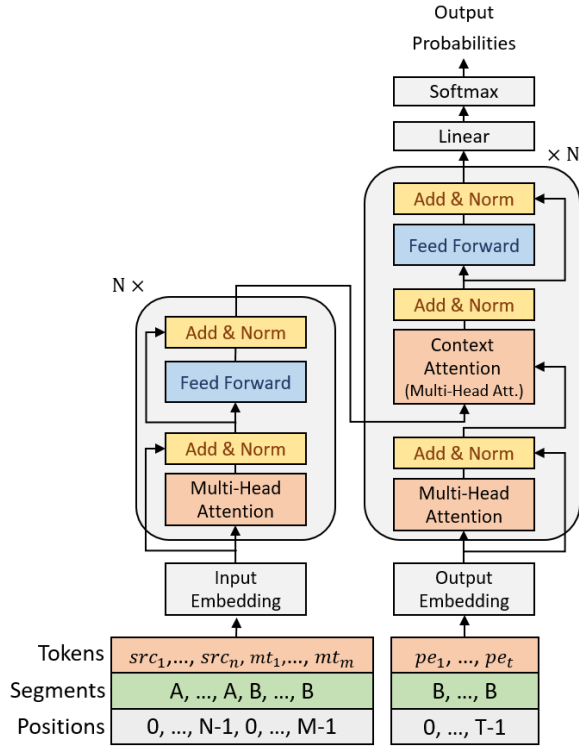 Output
Probabilities
Softmax
Linear
× N
Add & Norm
Feed Forward
Add & Norm
Context
Attention
(Multi-Head Att.)
Add & Norm
Multi-Head
Attention
Output
Embedding
N ×
Add & Norm
Feed Forward
Add & Norm
Multi-Head
Attention
Input
Embedding
Tokens src₁,..., srcₙ, mt₁,..., mtₘ pe₁, ..., peₜ
Segments A, ..., A, B, ..., B B, ..., B
Positions 0, ..., N-1, 0, ..., M-1 0, ..., T-1